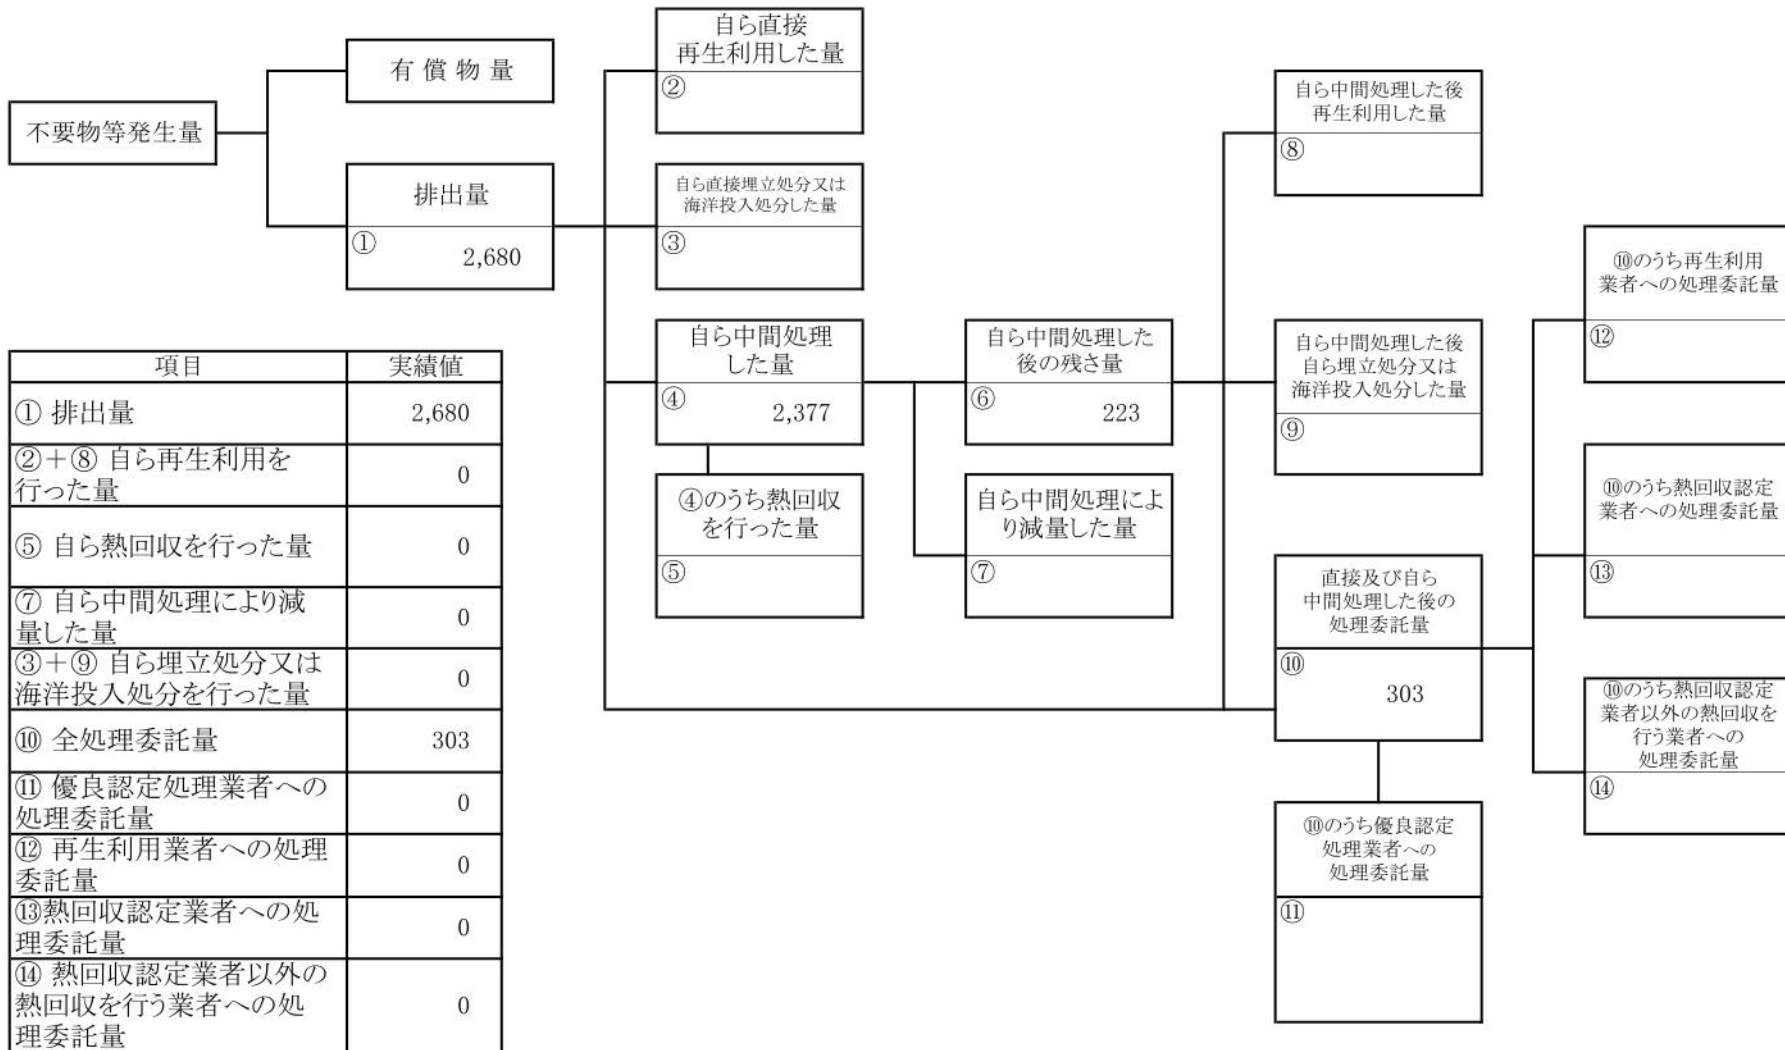 不要物等発生量
有償物量
排出量
①
2,680
自ら直接
再生利用した量
②
自ら直接埋立処分又は
海洋投入処分した量
③
自ら中間処理
した量
④
2,377
④のうち熱回収
を行った量
⑤
自ら中間処理した
後の残さ量
⑥
223
自ら中間処理によ
り減量した量
⑦
自ら中間処理した後
再生利用した量
⑧
自ら中間処理した後
自ら埋立処分又は
海洋投入処分した量
⑨
直接及び自ら
中間処理した後の
処理委託量
⑩
303
⑩のうち優良認定
処理業者への
処理委託量
⑪
⑩のうち再生利用
業者への処理委託量
⑫
⑩のうち熱回収認定
業者への処理委託量
⑬
⑩のうち熱回収認定
業者以外の熱回収を
行う業者への
処理委託量
⑭
項目 実績値
① 排出量 2,680
②+⑧ 自ら再生利用を
行った量 0
⑤ 自ら熱回収を行った量 0
⑦ 自ら中間処理により減
量した量 0
③+⑨ 自ら埋立処分又は
海洋投入処分を行った量 0
⑩ 全処理委託量 303
⑪ 優良認定処理業者への
処理委託量 0
⑫ 再生利用業者への処理
委託量 0
⑬熱回収認定業者への処
理委託量 0
⑭ 熱回収認定業者以外の
熱回収を行う業者への処
理委託量 0